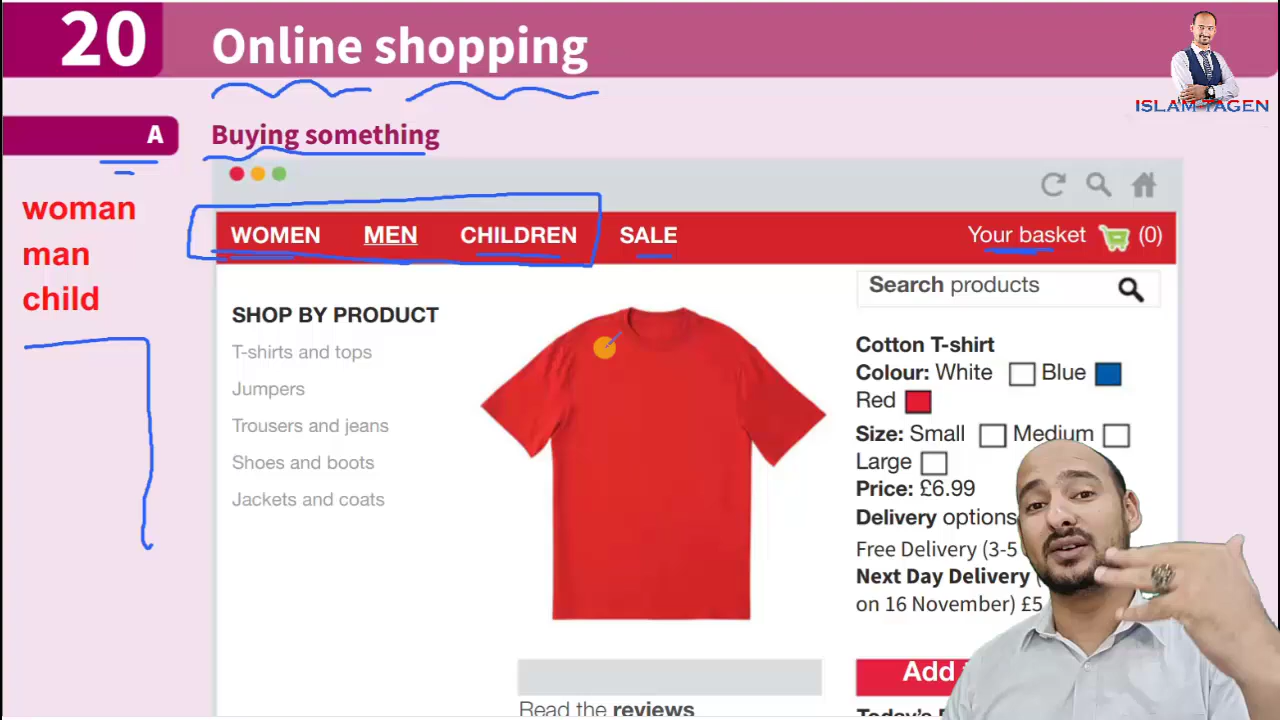 20 Online shopping
ISLAM TAGEN
A Buying something
woman
man
child
WOMEN MEN CHILDREN SALE Your basket (0)
Search products
SHOP BY PRODUCT
T-shirts and tops
Jumpers
Trousers and jeans
Shoes and boots
Jackets and coats
Cotton T-shirt
Colour: White Blue
Red
Size: Small Medium
Large
Price: £6.99
Delivery options
Free Delivery (3-5
Next Day Delivery (
on 16 November) £5
Add
Read the reviews
Today's